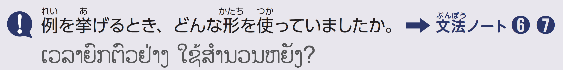 例を挙げるとき、どんな形を使っていましたか。➡ 文法ノート ❻ ❼
ເວລາຍົກຕົວຢ່າງ ໃຊ້ສຳນວນຫຍັງ?